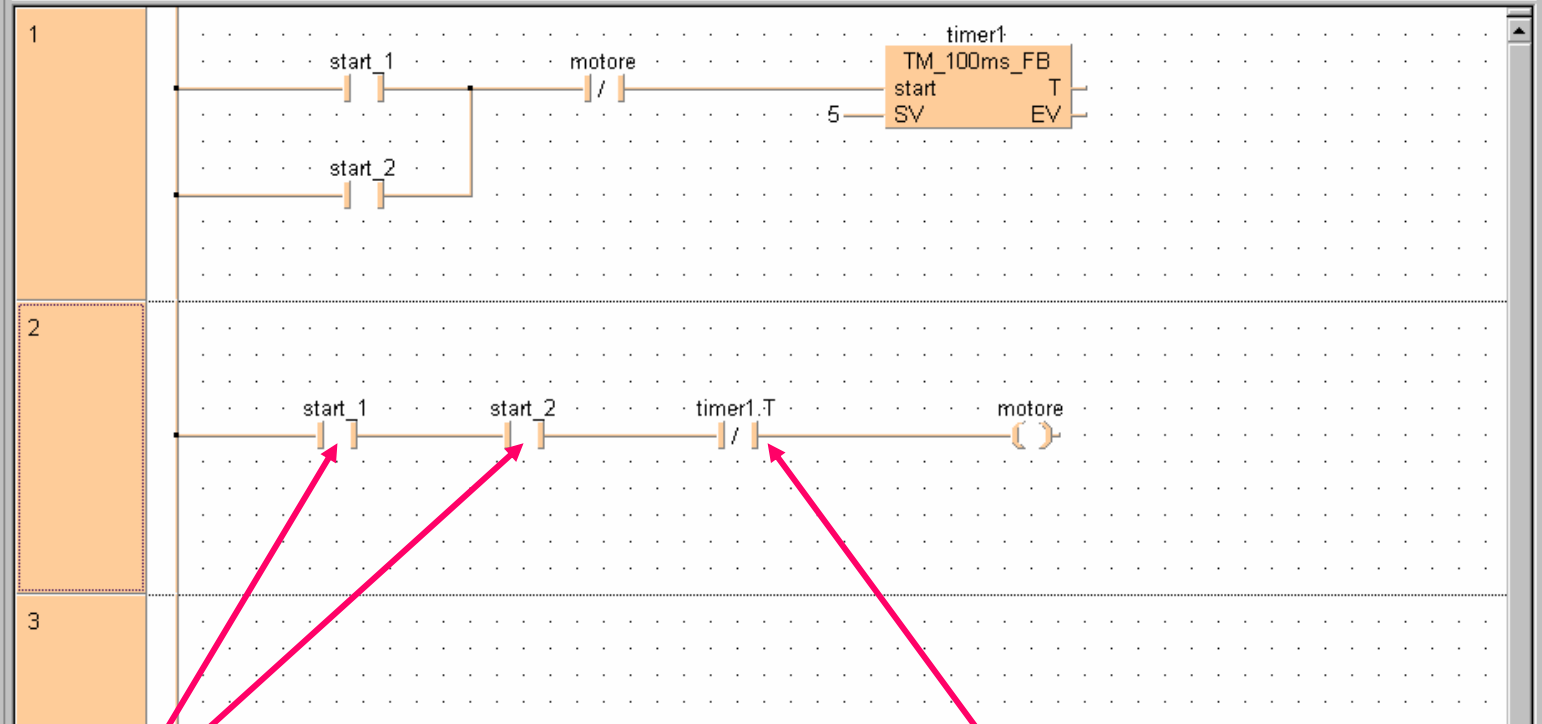 1
timer1
start_1 motore TM_100ms_FB
start T
5 SV EV
start_2
2
start_1 start_2 timer1.T motore
3